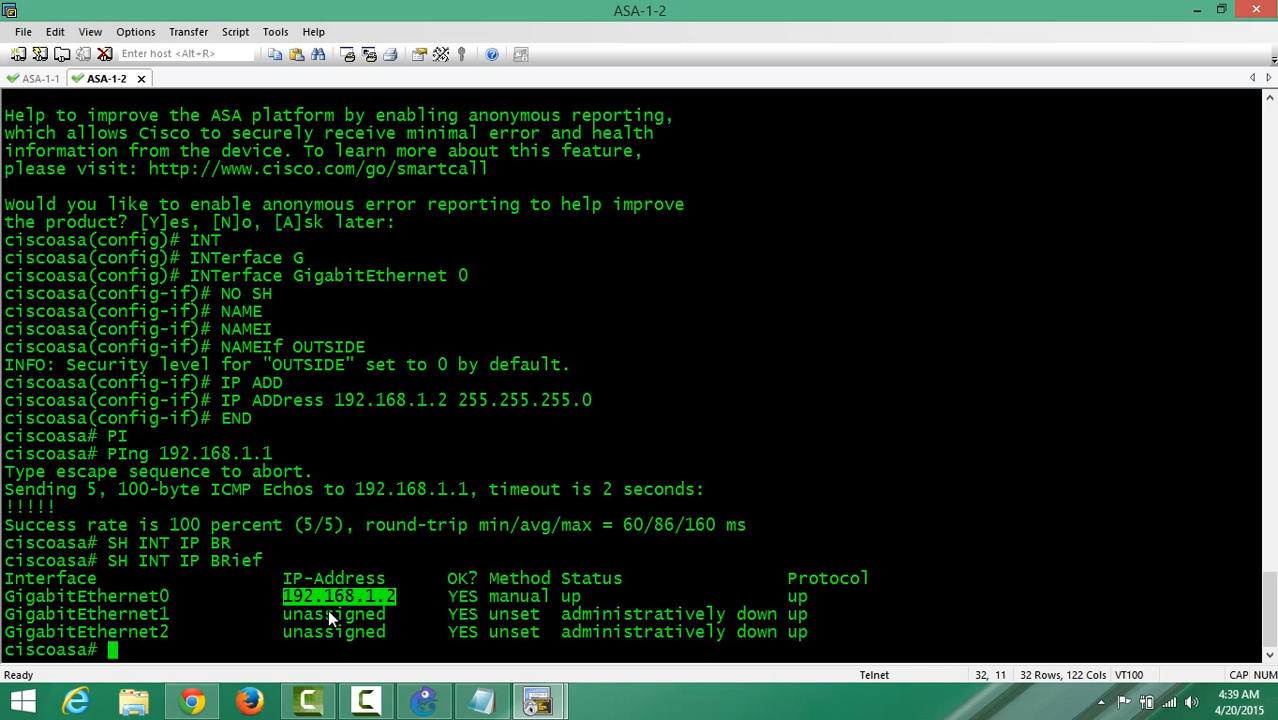 ASA-1-2
File Edit View Options Transfer Script Tools Help
Enter host <Alt+R>
ASA-1-1 ASA-1-2
Help to improve the ASA platform by enabling anonymous reporting,
which allows Cisco to securely receive minimal error and health
information from the device. To learn more about this feature,
please visit: http://www.cisco.com/go/smartcall
Would you like to enable anonymous error reporting to help improve
the product? [Y]es, [N]o, [A]sk later:
ciscoasa(config)# INT
ciscoasa(config)# INTerface G
ciscoasa(config)# INTerface GigabitEthernet 0
ciscoasa(config-if)# NO SH
ciscoasa(config-if)# NAME
ciscoasa(config-if)# NAMEI
ciscoasa(config-if)# NAMEIf OUTSIDE
INFO: Security level for "OUTSIDE" set to 0 by default.
ciscoasa(config-if)# IP ADD
ciscoasa(config-if)# IP ADDress 192.168.1.2 255.255.255.0
ciscoasa(config-if)# END
ciscoasa# PI
ciscoasa# PIng 192.168.1.1
Type escape sequence to abort.
Sending 5, 100-byte ICMP Echos to 192.168.1.1, timeout is 2 seconds:
!!!!!
Success rate is 100 percent (5/5), round-trip min/avg/max = 60/86/160 ms
ciscoasa# SH INT IP BR
ciscoasa# SH INT IP BRief
Interface IP-Address OK? Method Status Protocol
GigabitEthernet0 192.168.1.2 YES manual up up
GigabitEthernet1 unassigned YES unset administratively down up
GigabitEthernet2 unassigned YES unset administratively down up
ciscoasa#
Ready Telnet 32, 11 32 Rows, 122 Cols VT100 CAP NUM
4:39 AM
4/20/2015